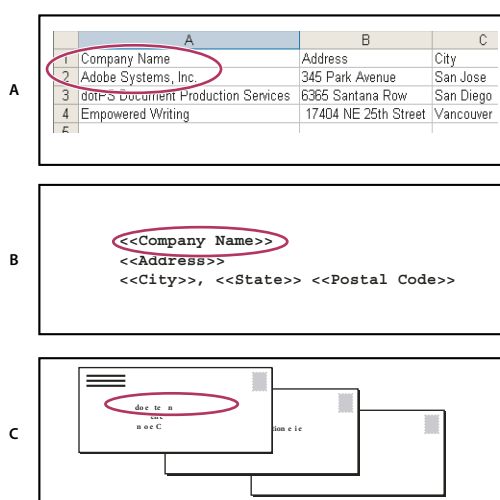 A B C
1 Company Name Address City
2 Adobe Systems, Inc. 345 Park Avenue San Jose
A
3 dotPS Document Production Services 6365 Santana Row San Diego
4 Empowered Writing 17404 NE 25th Street Vancouver
5
<<Company Name>>
B <<Address>>
<<City>>, <<State>> <<Postal Code>>
C